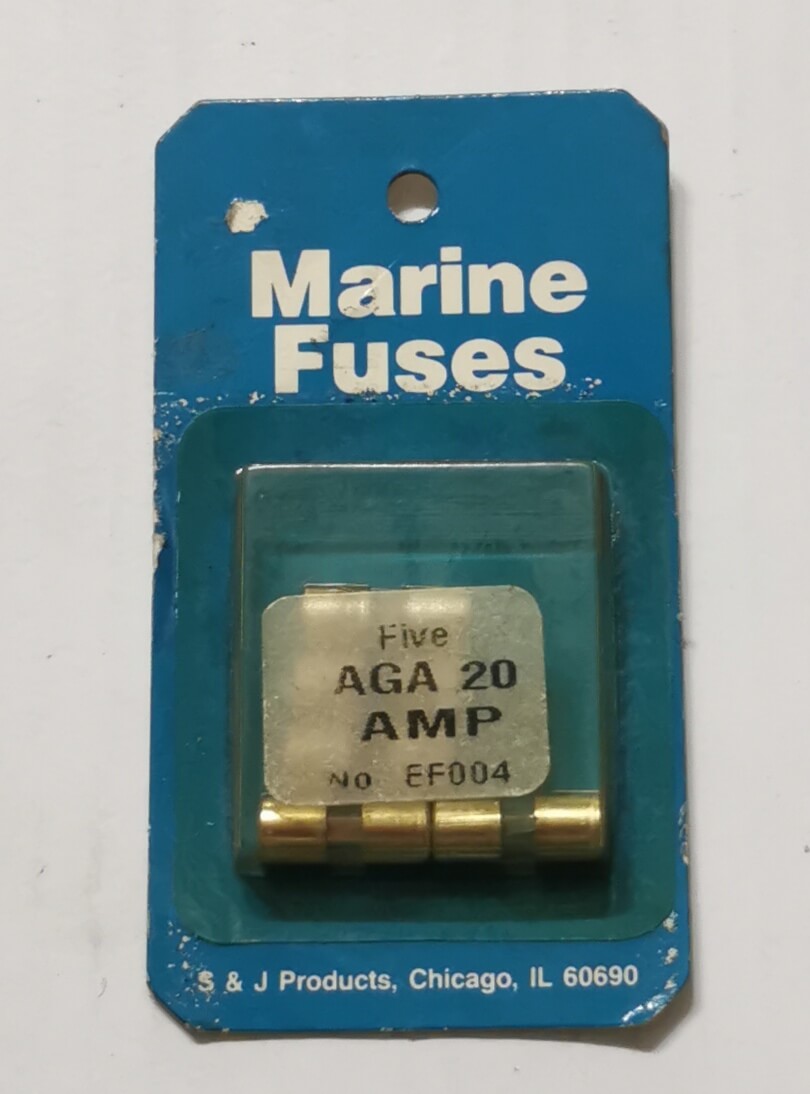 Marine
Fuses
Five
AGA 20
AMP
No EF004
S & J Products, Chicago, IL 60690